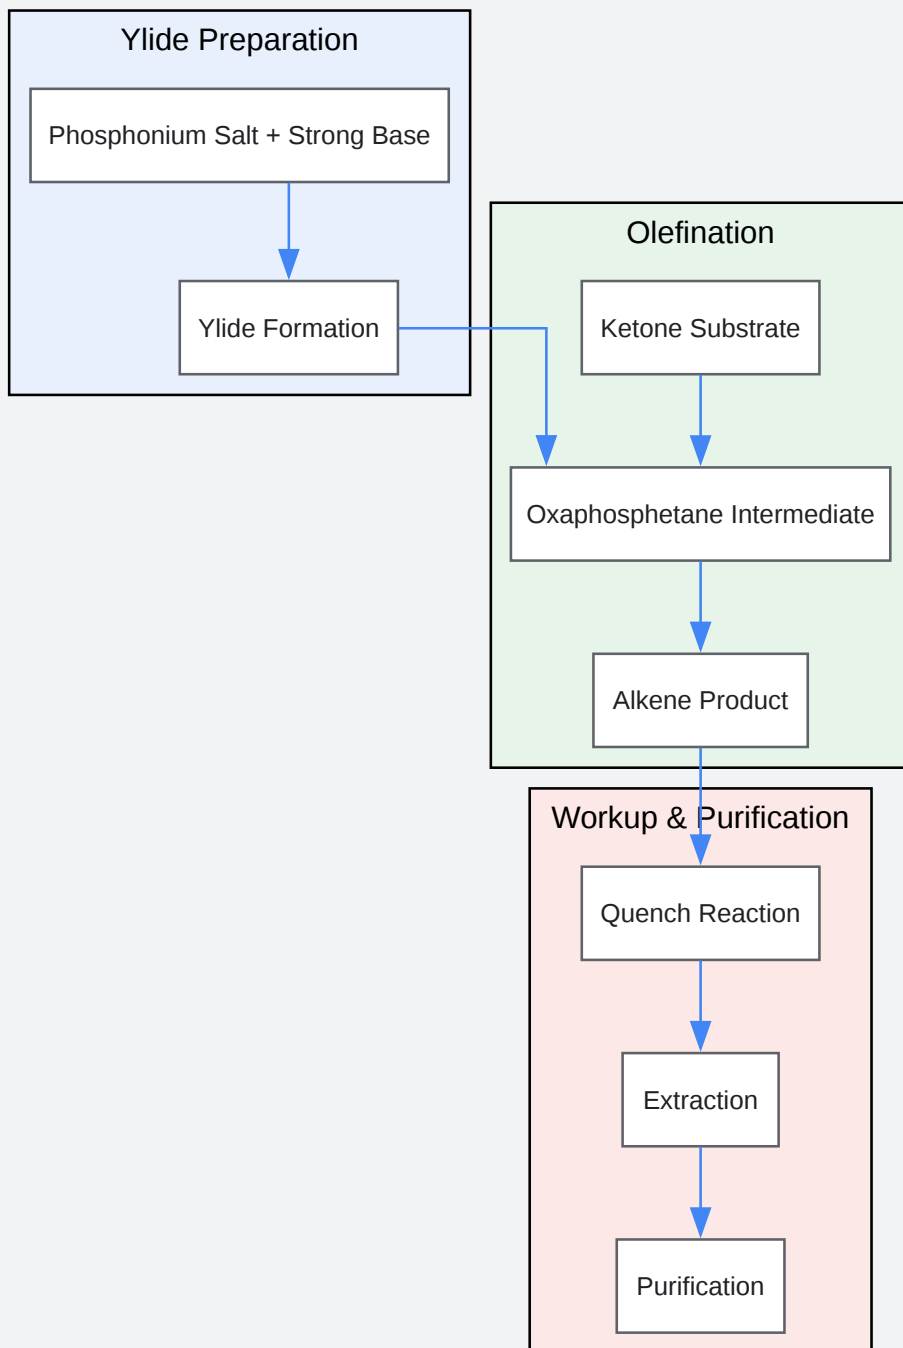 Ylide Preparation
Phosphonium Salt + Strong Base
Ylide Formation
Olefination
Ketone Substrate
Oxaphosphetane Intermediate
Alkene Product
Workup & Purification
Quench Reaction
Extraction
Purification